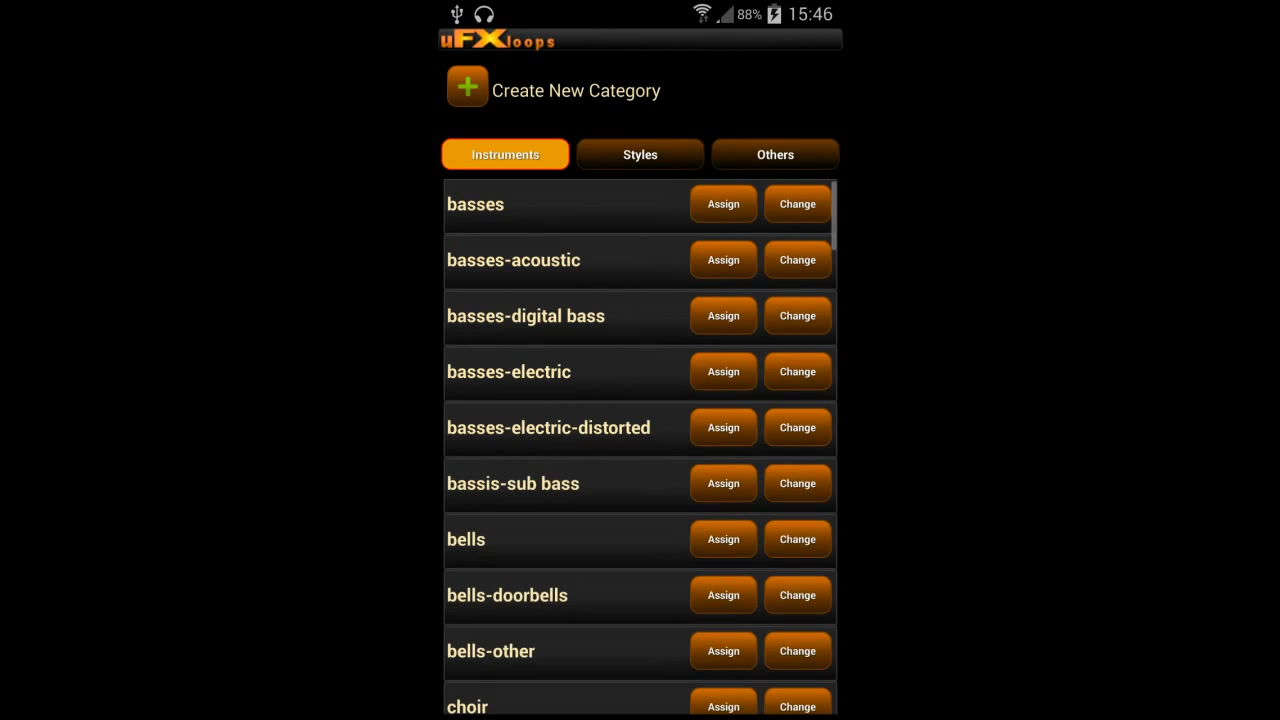 88% 15:46
uFXloops
+ Create New Category
Instruments Styles Others
basses Assign Change
basses-acoustic Assign Change
basses-digital bass Assign Change
basses-electric Assign Change
basses-electric-distorted Assign Change
bassis-sub bass Assign Change
bells Assign Change
bells-doorbells Assign Change
bells-other Assign Change
choir Assign Change